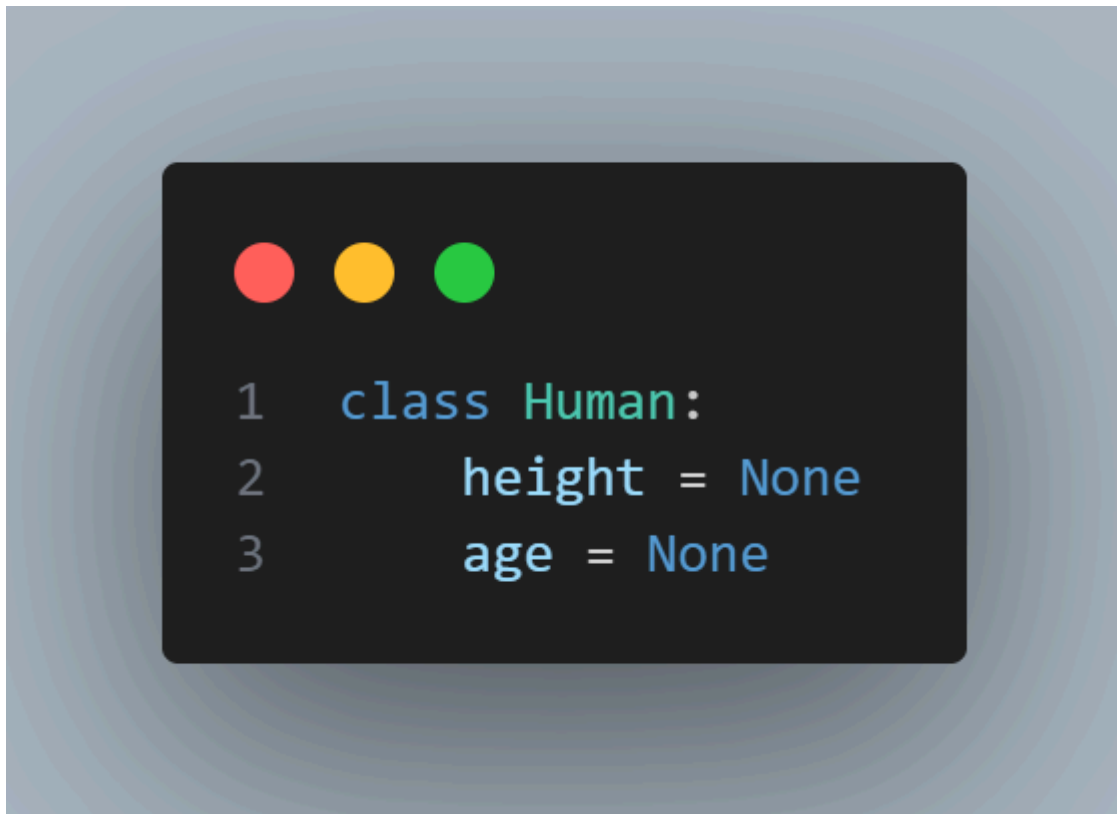 1 class Human:
2     height = None
3     age = None